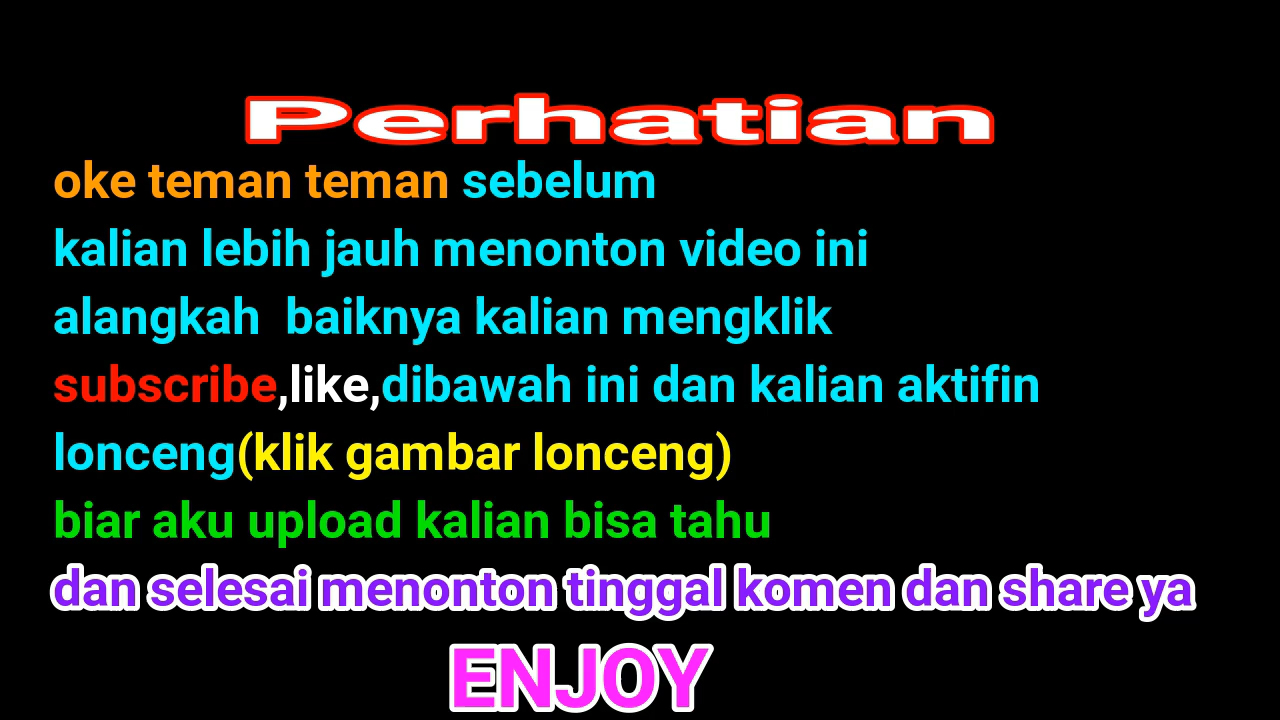 Perhatian
oke teman teman sebelum
kalian lebih jauh menonton video ini
alangkah  baiknya kalian mengklik
subscribe,like,dibawah ini dan kalian aktifin
lonceng(klik gambar lonceng)
biar aku upload kalian bisa tahu
dan selesai menonton tinggal komen dan share ya
ENJOY